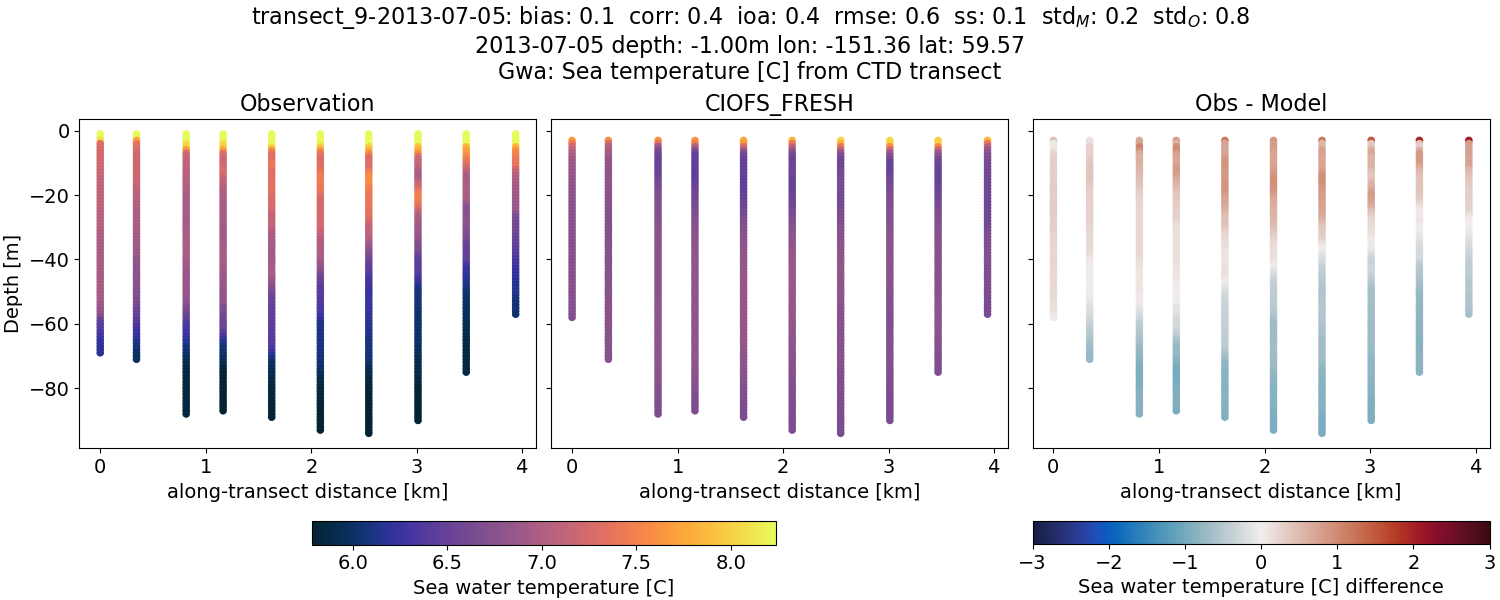 transect_9-2013-07-05: bias: 0.1  corr: 0.4  ioa: 0.4  rmse: 0.6  ss: 0.1  std_M: 0.2  std_O: 0.8
2013-07-05 depth: -1.00m lon: -151.36 lat: 59.57
Gwa: Sea temperature [C] from CTD transect
Observation
CIOFS_FRESH
Obs - Model
Depth [m]
0
−20
−40
−60
−80
0 1 2 3 4
0 1 2 3 4
0 1 2 3 4
along-transect distance [km]
along-transect distance [km]
along-transect distance [km]
6.0 6.5 7.0 7.5 8.0
Sea water temperature [C]
−3 −2 −1 0 1 2 3
Sea water temperature [C] difference